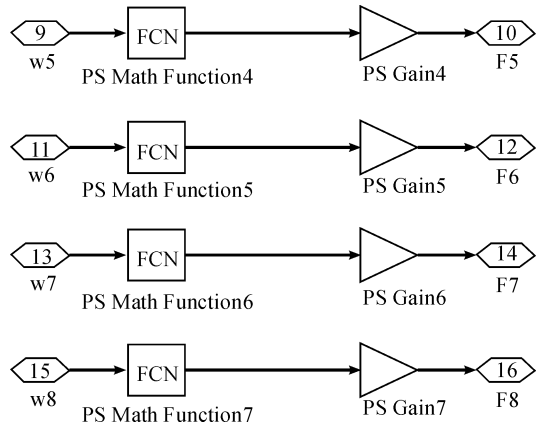 9 FCN 10
w5 PS Math Function4 PS Gain4 F5
11 FCN 12
w6 PS Math Function5 PS Gain5 F6
13 FCN 14
w7 PS Math Function6 PS Gain6 F7
15 FCN 16
w8 PS Math Function7 PS Gain7 F8